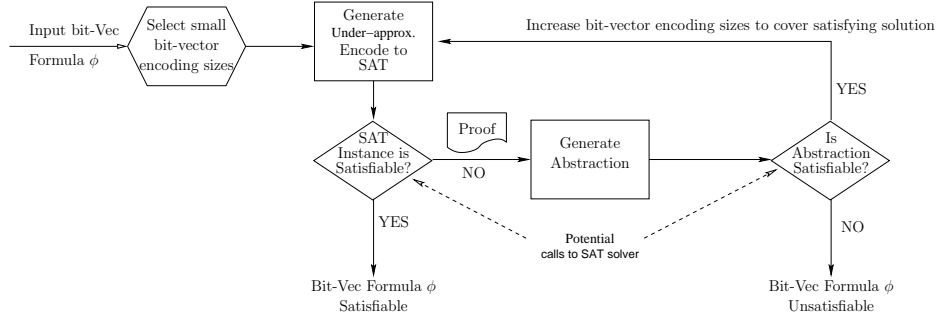 Input bit-Vec
Formula ϕ
Select small
bit-vector
encoding sizes
Generate
Under-approx.
Encode to
SAT
Increase bit-vector encoding sizes to cover satisfying solution
YES
SAT
Instance is
Satisfiable?
Proof
NO
Generate
Abstraction
Is
Abstraction
Satisfiable?
YES
NO
Potential
calls to SAT solver
Bit-Vec Formula ϕ
Satisfiable
Bit-Vec Formula ϕ
Unsatisfiable